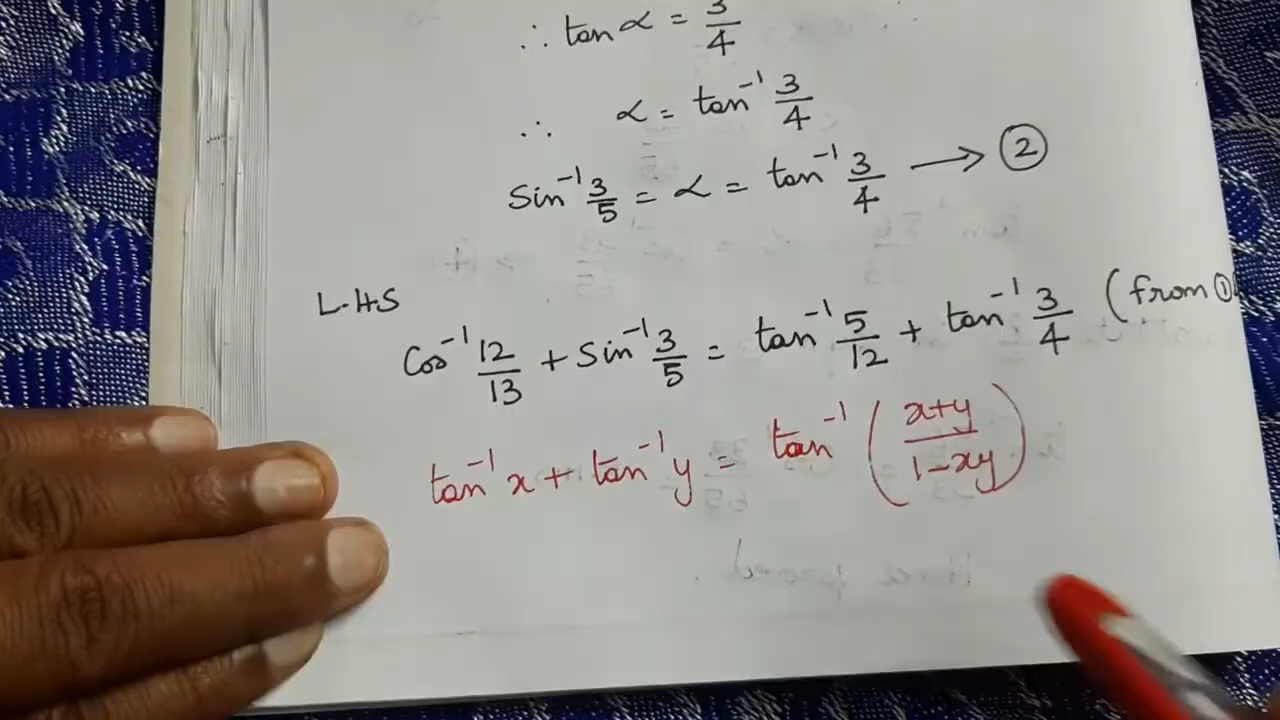 ∴ tan α = 3/4
∴ α = tan⁻¹ 3/4
Sin⁻¹ 3/5 = α = tan⁻¹ 3/4 → ②
L.H.S
Cos⁻¹ 12/13 + Sin⁻¹ 3/5 = tan⁻¹ 5/12 + tan⁻¹ 3/4 (from ①
tan⁻¹ x + tan⁻¹ y = tan⁻¹ (x+y/1-xy)